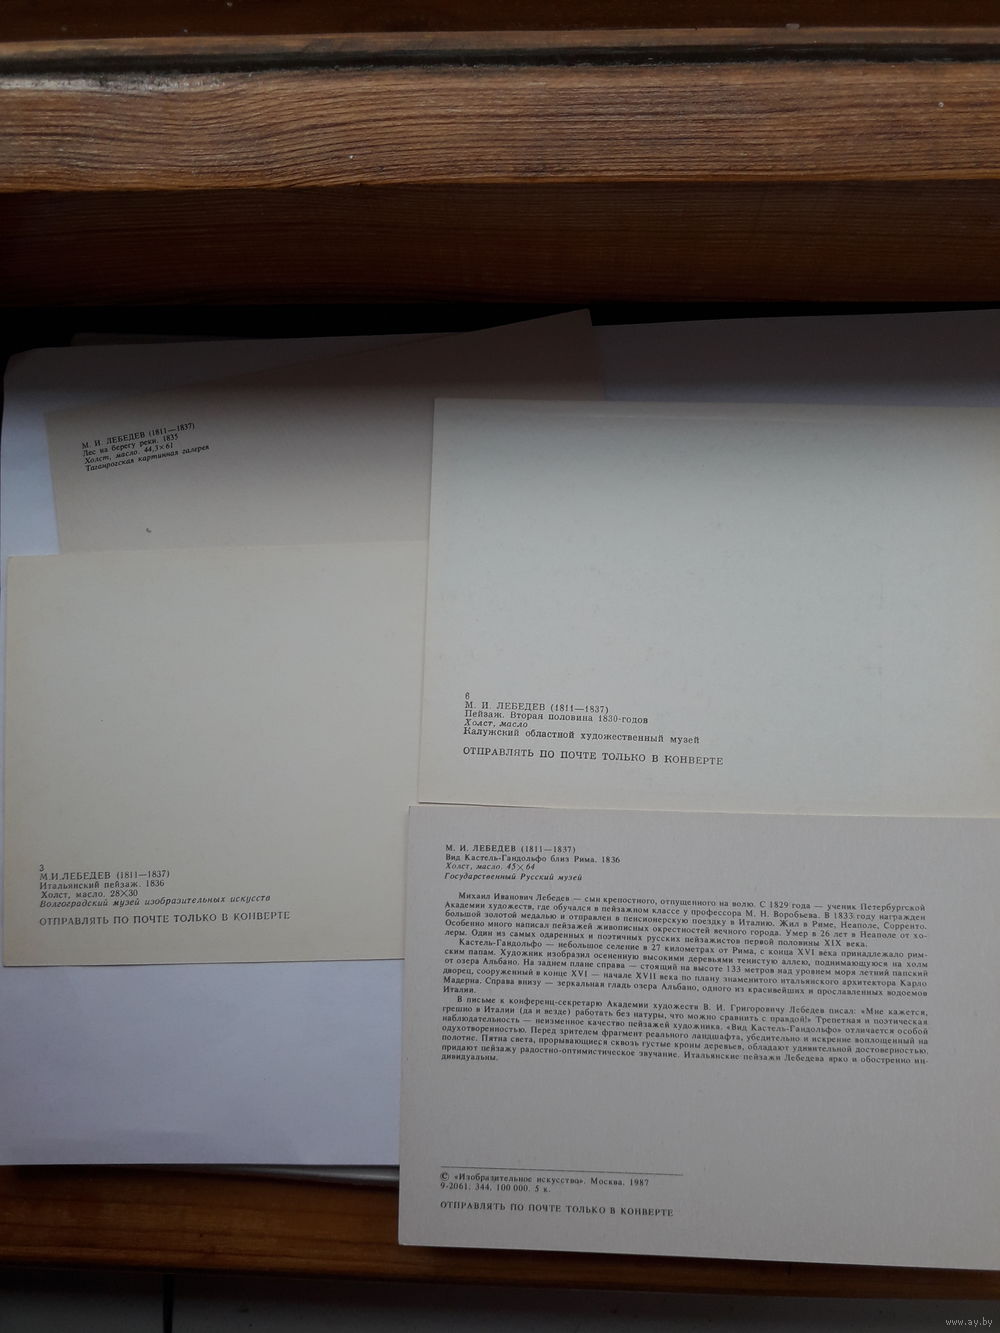 М. И. ЛЕБЕДЕВ (1811—1837)
Лес на берегу реки. 1835
Холст, масло. 44,3×61
Таганрогская картинная галерея
6
М. И. ЛЕБЕДЕВ (1811—1837)
Пейзаж. Вторая половина 1830-годов
Холст, масло
Калужский областной художественный музей
ОТПРАВЛЯТЬ ПО ПОЧТЕ ТОЛЬКО В КОНВЕРТЕ
3
М.И.ЛЕБЕДЕВ (1811—1837)
Итальянский пейзаж. 1836
Холст, масло. 28×30
Волгоградский музей изобразительных искусств
ОТПРАВЛЯТЬ ПО ПОЧТЕ ТОЛЬКО В КОНВЕРТЕ
М. И. ЛЕБЕДЕВ (1811—1837)
Вид Кастель-Гандольфо близ Рима. 1836
Холст, масло. 45×64
Государственный Русский музей
Михаил Иванович Лебедев — сын крепостного, отпущенного на волю. С 1829 года — ученик Петербургской
Академии художеств, где обучался в пейзажном классе у профессора М. Н. Воробьева. В 1833 году награжден
большой золотой медалью и отправлен в пенсионерскую поездку в Италию. Жил в Риме, Неаполе, Сорренто.
Особенно много написал пейзажей живописных окрестностей вечного города. Умер в 26 лет в Неаполе от хо-
леры. Один из самых одаренных и поэтичных русских пейзажистов первой половины XIX века.
Кастель-Гандольфо — небольшое селение в 27 километрах от Рима, с конца XVI века принадлежало рим-
ским папам. Художник изобразил осененную высокими деревьями тенистую аллею, поднимающуюся на холм
от озера Альбано. На заднем плане справа — стоящий на высоте 133 метров над уровнем моря летний папский
дворец, сооруженный в конце XVI — начале XVII века по плану знаменитого итальянского архитектора Карло
Мадерна. Справа внизу — зеркальная гладь озера Альбано, одного из красивейших и прославленных водоемов
Италии.
В письме к конференц-секретарю Академии художеств В. И. Григоровичу Лебедев писал: «Мне кажется,
грешно в Италии (да и везде) работать без натуры, что можно сравнить с правдой!» Трепетная и поэтическая
наблюдательность — неизменное качество пейзажей художника. «Вид Кастель-Гандольфо» отличается особой
одухотворенностью. Перед зрителем фрагмент реального ландшафта, убедительно и искренне воплощенный на
полотне. Пятна света, прорывающиеся сквозь густые кроны деревьев, обладают удивительной достоверностью,
придают пейзажу радостно-оптимистическое звучание. Итальянские пейзажи Лебедева ярко и обостренно ин-
дивидуальны.
© «Изобразительное искусство». Москва. 1987
9-2061. 344. 100 000. 5 к.
ОТПРАВЛЯТЬ ПО ПОЧТЕ ТОЛЬКО В КОНВЕРТЕ
www.ay.by